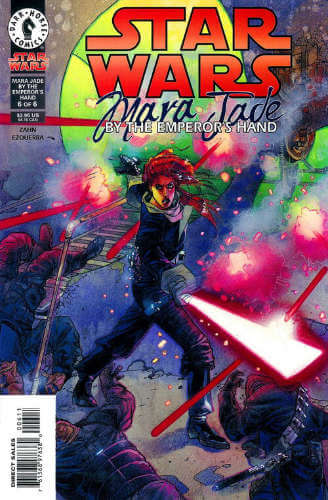 DARK HORSE COMICS
STAR WARS
MARA JADE
BY THE
EMPEROR'S
HAND
6 OF 6
$2.95 US
ZAHN
EZQUERRA
STAR
WARS
Mara Jade
BY THE EMPEROR'S HAND
DIRECT SALES
00611